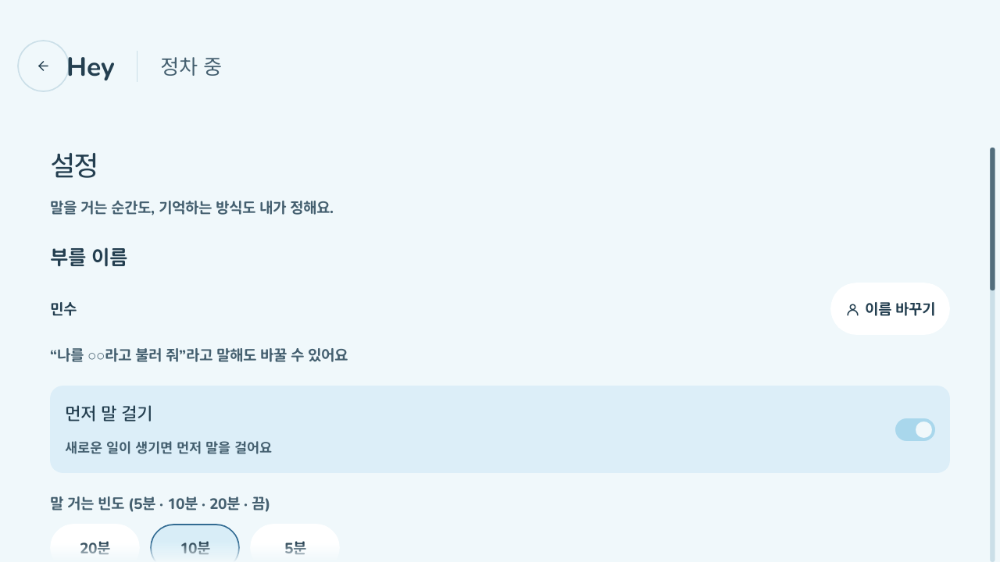 Hey
정차 중
설정
말을 거는 순간도, 기억하는 방식도 내가 정해요.
부를 이름
민수
이름 바꾸기
“나를 ○○라고 불러 줘”라고 말해도 바꿀 수 있어요
먼저 말 걸기
새로운 일이 생기면 먼저 말을 걸어요
말 거는 빈도 (5분 · 10분 · 20분 · 끔)
20분
10분
5분